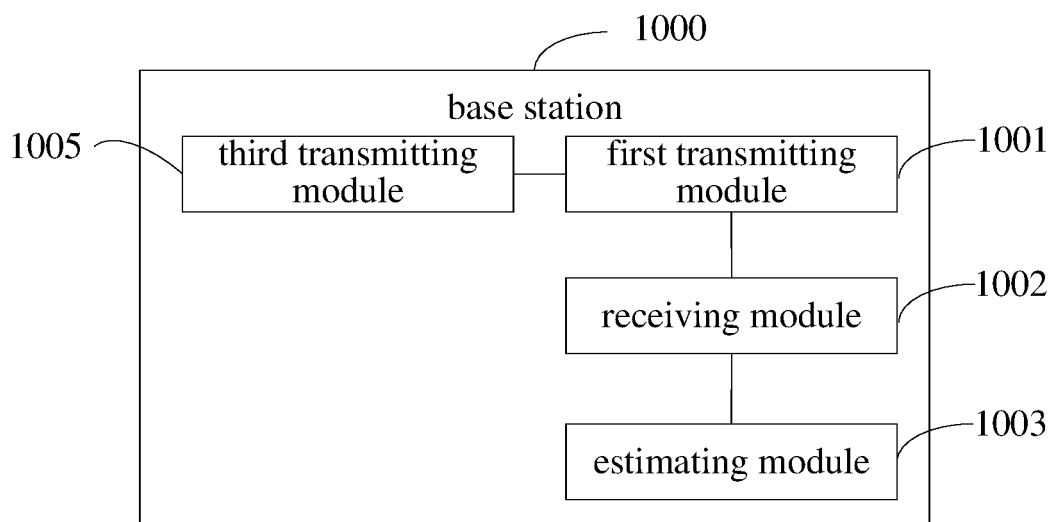 1000
base station
1005
third transmitting
module
first transmitting
module
1001
receiving module
1002
estimating module
1003